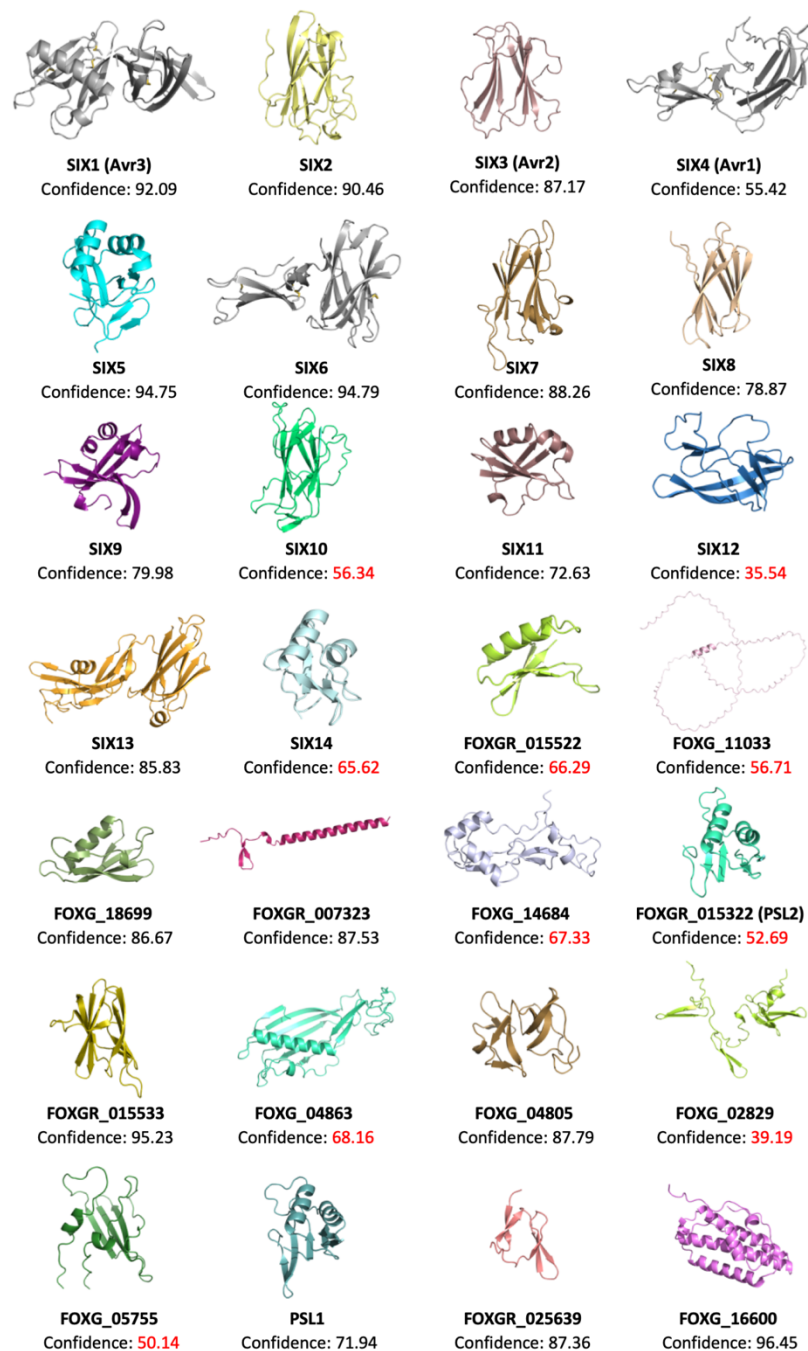 SIX1 (Avr3) SIX2 SIX3 (Avr2) SIX4 (Avr1)
Confidence: 92.09 Confidence: 90.46 Confidence: 87.17 Confidence: 55.42
SIX5 SIX6 SIX7 SIX8
Confidence: 94.75 Confidence: 94.79 Confidence: 88.26 Confidence: 78.87
SIX9 SIX10 SIX11 SIX12
Confidence: 79.98 Confidence: 56.34 Confidence: 72.63 Confidence: 35.54
SIX13 SIX14 FOXGR_015522 FOXG_11033
Confidence: 85.83 Confidence: 65.62 Confidence: 66.29 Confidence: 56.71
FOXG_18699 FOXGR_007323 FOXG_14684 FOXGR_015322 (PSL2)
Confidence: 86.67 Confidence: 87.53 Confidence: 67.33 Confidence: 52.69
FOXGR_015533 FOXG_04863 FOXG_04805 FOXG_02829
Confidence: 95.23 Confidence: 68.16 Confidence: 87.79 Confidence: 39.19
FOXG_05755 PSL1 FOXGR_025639 FOXG_16600
Confidence: 50.14 Confidence: 71.94 Confidence: 87.36 Confidence: 96.45